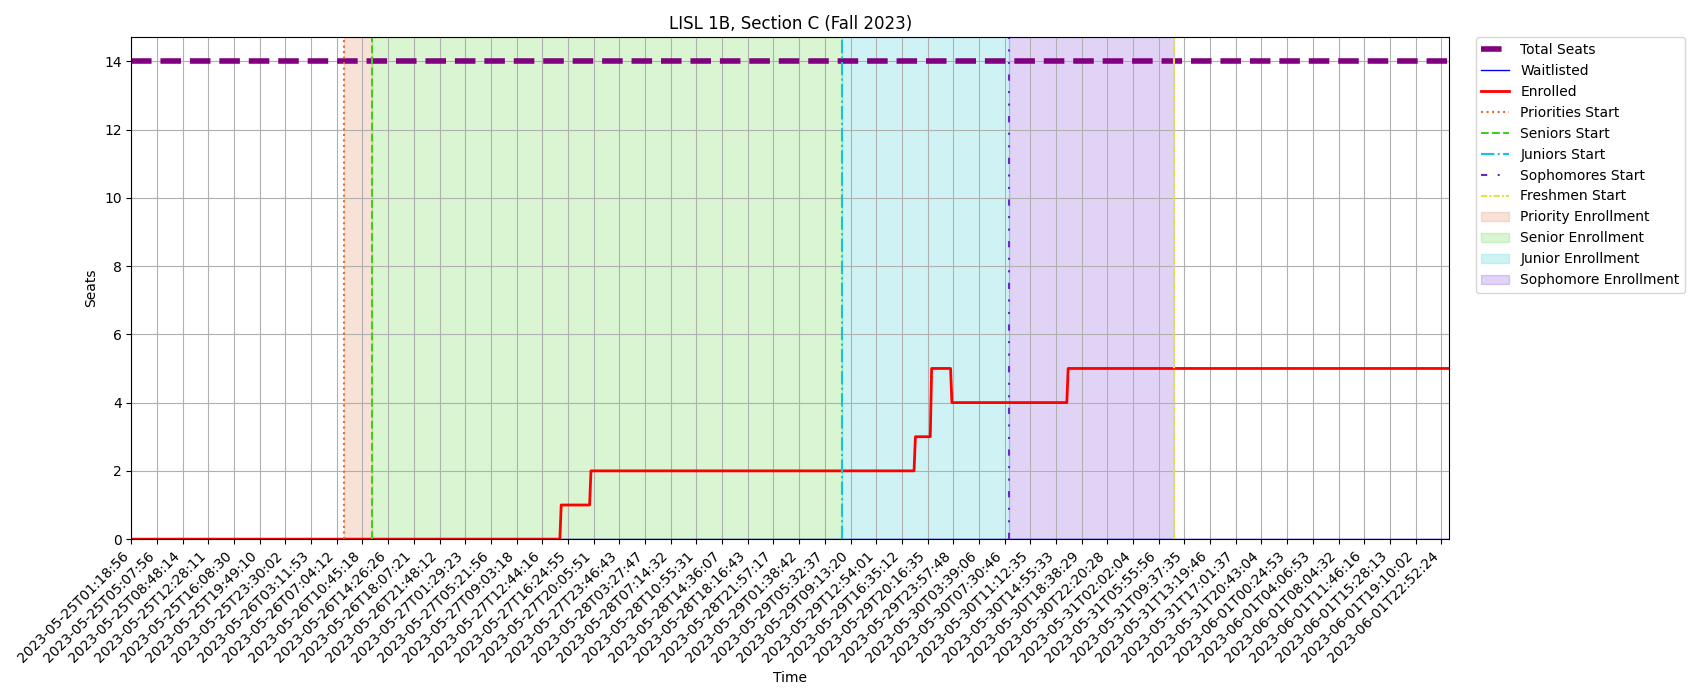 LISL 1B, Section C (Fall 2023)
14
12
10
8
6
4
2
0
Seats
2023-05-25T01:18:56
2023-05-25T05:07:56
2023-05-25T08:48:14
2023-05-25T12:28:11
2023-05-25T16:08:30
2023-05-25T19:49:10
2023-05-25T23:30:02
2023-05-26T03:11:53
2023-05-26T07:04:12
2023-05-26T10:45:18
2023-05-26T14:26:26
2023-05-26T18:07:21
2023-05-26T21:48:12
2023-05-27T01:29:23
2023-05-27T05:21:56
2023-05-27T09:03:18
2023-05-27T12:44:16
2023-05-27T16:24:55
2023-05-27T20:05:51
2023-05-27T23:46:43
2023-05-28T03:27:47
2023-05-28T07:14:32
2023-05-28T10:55:31
2023-05-28T14:36:07
2023-05-28T18:16:43
2023-05-28T21:57:17
2023-05-29T01:38:42
2023-05-29T05:32:37
2023-05-29T09:13:20
2023-05-29T12:54:01
2023-05-29T16:35:12
2023-05-29T20:16:35
2023-05-29T23:57:48
2023-05-30T03:39:06
2023-05-30T07:30:46
2023-05-30T11:12:35
2023-05-30T14:55:33
2023-05-30T18:38:29
2023-05-30T22:20:28
2023-05-31T02:02:04
2023-05-31T05:55:56
2023-05-31T09:37:35
2023-05-31T13:19:46
2023-05-31T17:01:37
2023-05-31T20:43:04
2023-06-01T00:24:53
2023-06-01T04:06:53
2023-06-01T08:04:32
2023-06-01T11:46:16
2023-06-01T15:28:13
2023-06-01T19:10:02
2023-06-01T22:52:24
Time
Total Seats
Waitlisted
Enrolled
Priorities Start
Seniors Start
Juniors Start
Sophomores Start
Freshmen Start
Priority Enrollment
Senior Enrollment
Junior Enrollment
Sophomore Enrollment